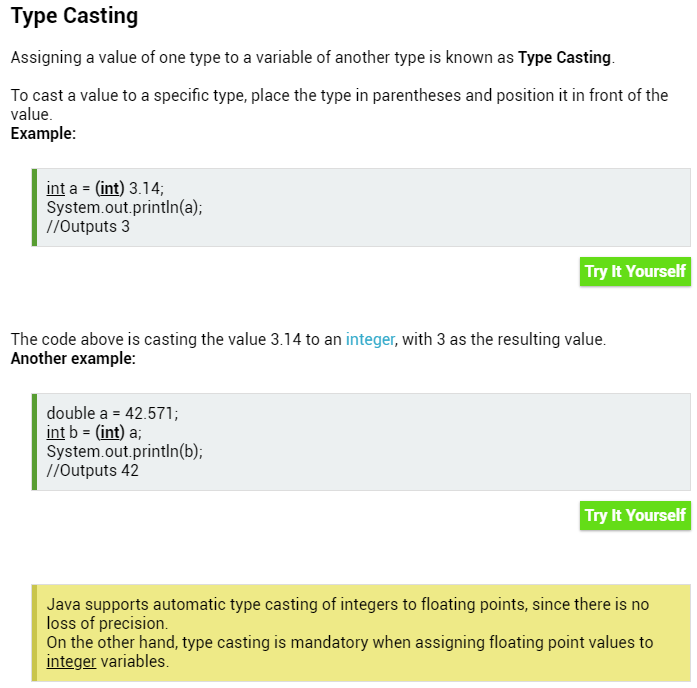 Type Casting
Assigning a value of one type to a variable of another type is known as Type Casting.
To cast a value to a specific type, place the type in parentheses and position it in front of the
value.
Example:
int a = (int) 3.14;
System.out.println(a);
//Outputs 3
Try It Yourself
The code above is casting the value 3.14 to an integer, with 3 as the resulting value.
Another example:
double a = 42.571;
int b = (int) a;
System.out.println(b);
//Outputs 42
Try It Yourself
Java supports automatic type casting of integers to floating points, since there is no
loss of precision.
On the other hand, type casting is mandatory when assigning floating point values to
integer variables.